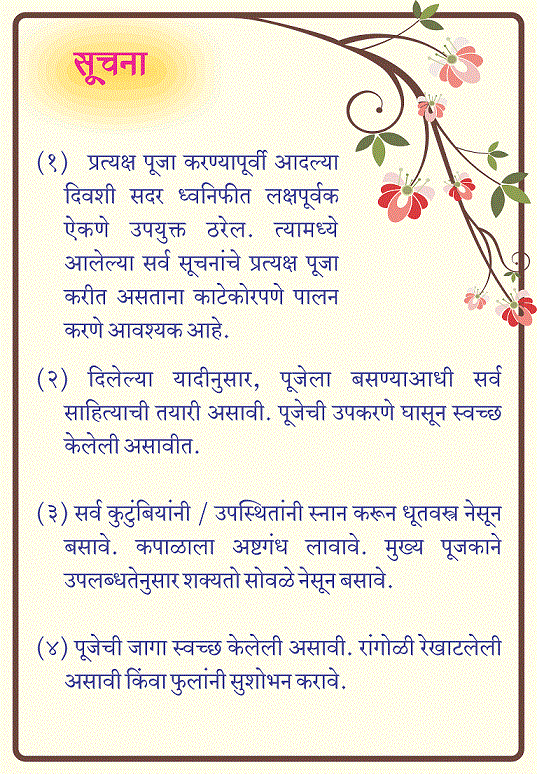 सूचना
(१) प्रत्यक्ष पूजा करण्यापूर्वी आदल्या
दिवशी सदर ध्वनिफीत लक्षपूर्वक
ऐकणे उपयुक्त ठरेल. त्यामध्ये
आलेल्या सर्व सूचनांचे प्रत्यक्ष पूजा
करीत असताना काटेकोरपणे पालन
करणे आवश्यक आहे.
(२) दिलेल्या यादीनुसार, पूजेला बसण्याआधी सर्व
साहित्याची तयारी असावी. पूजेची उपकरणे घासून स्वच्छ
केलेली असावीत.
(३) सर्व कुटुंबियांनी / उपस्थितांनी स्नान करून धूतवस्त्र नेसून
बसावे. कपाळाला अष्टगंध लावावे. मुख्य पूजकाने
उपलब्धतेनुसार शक्यतो सोवळे नेसून बसावे.
(४) पूजेची जागा स्वच्छ केलेली असावी. रांगोळी रेखाटलेली
असावी किंवा फुलांनी सुशोभन करावे.